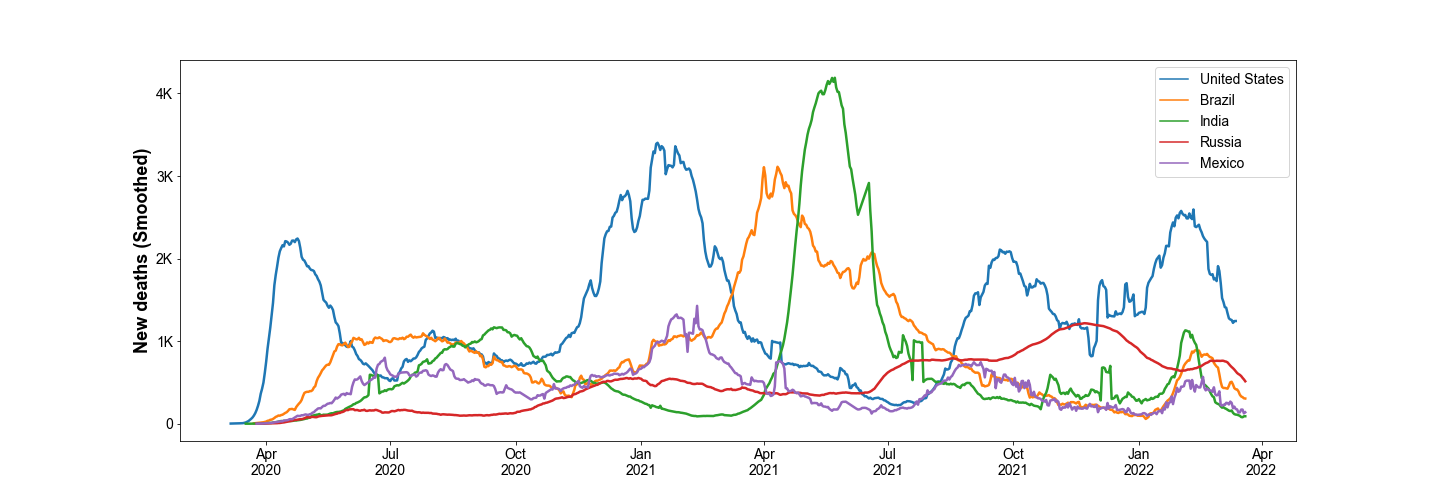 New deaths (Smoothed)
4K
3K
2K
1K
0
United States
Brazil
India
Russia
Mexico
Apr Jul Oct Jan Apr Jul Oct Jan Apr
2020 2020 2020 2021 2021 2021 2021 2022 2022